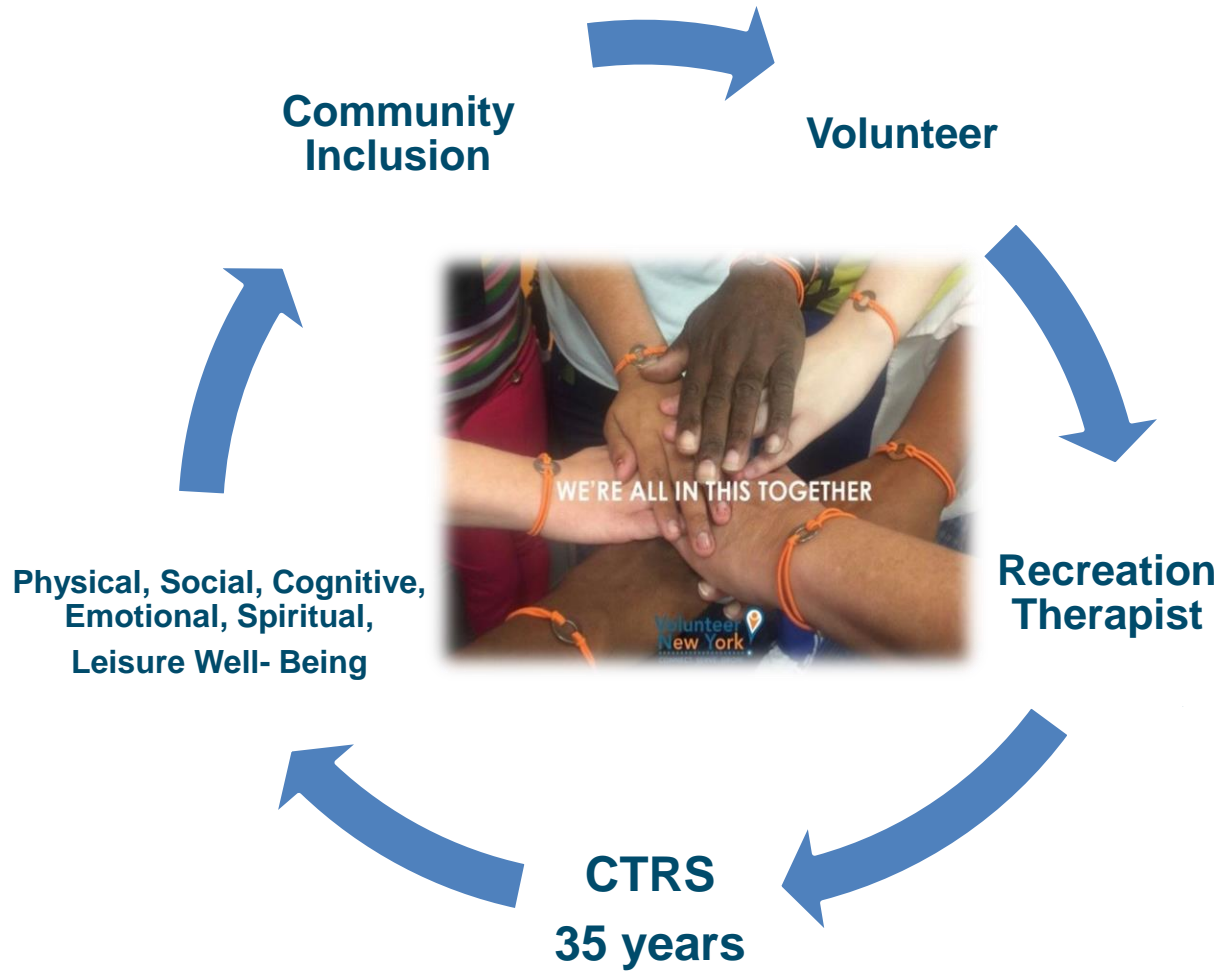 Community
Inclusion
Volunteer
WE'RE ALL IN THIS TOGETHER
Volunteer
New York
Recreation
Therapist
Physical, Social, Cognitive,
Emotional, Spiritual,
Leisure Well- Being
CTRS
35 years